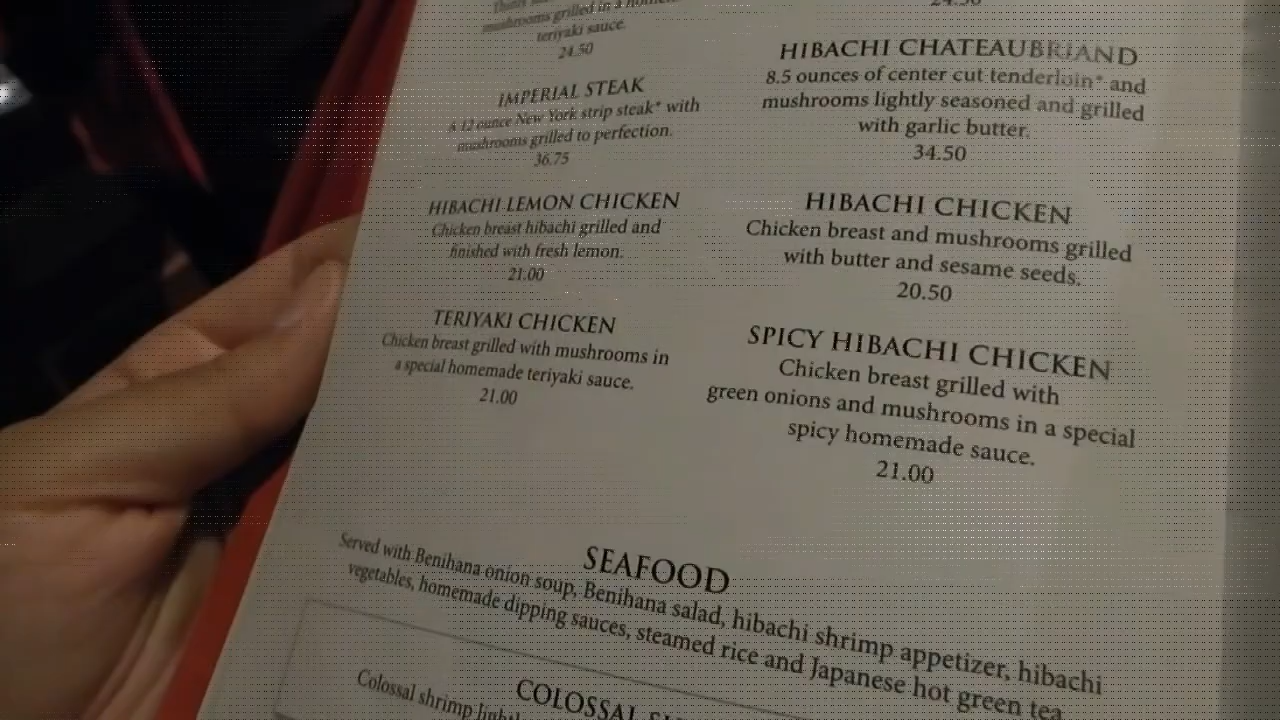 mushrooms grilled in a
teriyaki sauce.
24.50
IMPERIAL STEAK
A 12 ounce New York strip steak* with
mushrooms grilled to perfection.
36.75
HIBACHI LEMON CHICKEN
Chicken breast hibachi grilled and
finished with fresh lemon.
21.00
TERIYAKI CHICKEN
Chicken breast grilled with mushrooms in
a special homemade teriyaki sauce.
21.00
HIBACHI CHATEAUBRIAND
8.5 ounces of center cut tenderloin* and
mushrooms lightly seasoned and grilled
with garlic butter.
34.50
HIBACHI CHICKEN
Chicken breast and mushrooms grilled
with butter and sesame seeds.
20.50
SPICY HIBACHI CHICKEN
Chicken breast grilled with
green onions and mushrooms in a special
spicy homemade sauce.
21.00
SEAFOOD
Served with Benihana onion soup, Benihana salad, hibachi shrimp appetizer, hibachi
vegetables, homemade dipping sauces, steamed rice and Japanese hot green tea
COLOSSAL
Colossal shrimp